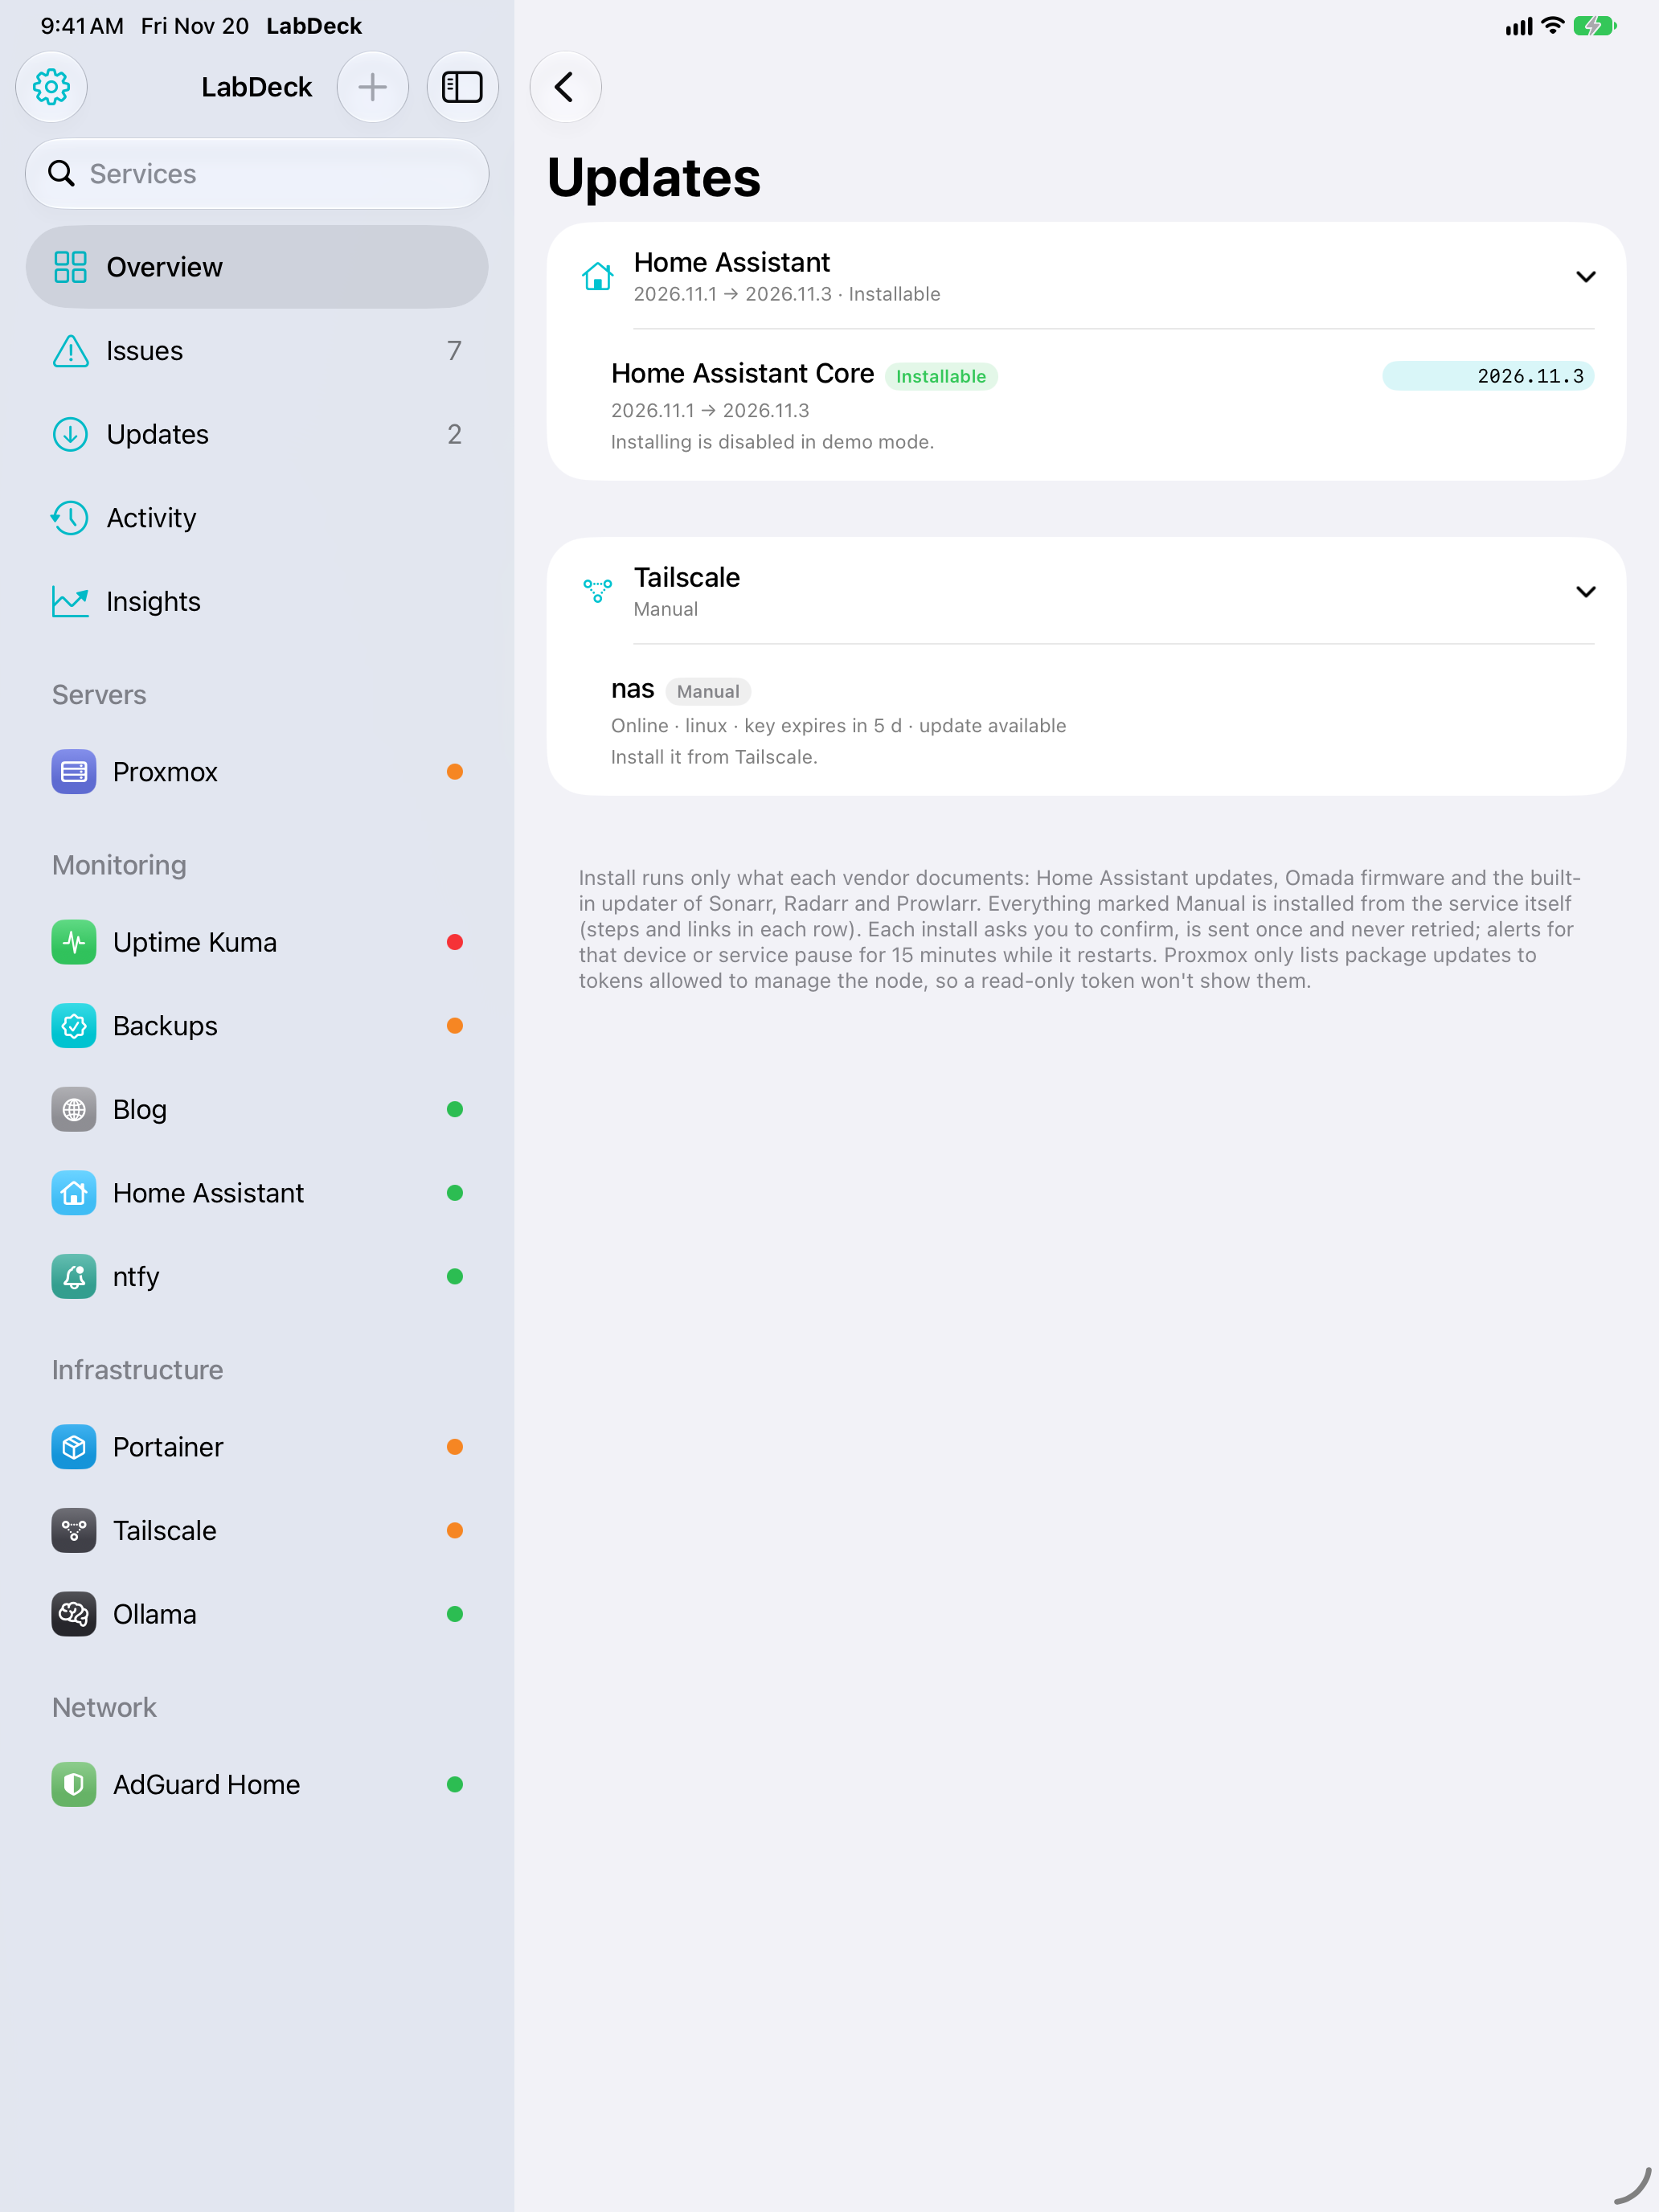 9:41 AM Fri Nov 20 LabDeck
LabDeck
Services
Overview
Issues 7
Updates 2
Activity
Insights
Servers
Proxmox
Monitoring
Uptime Kuma
Backups
Blog
Home Assistant
ntfy
Infrastructure
Portainer
Tailscale
Ollama
Network
AdGuard Home
Updates
Home Assistant
2026.11.1 → 2026.11.3 · Installable
Home Assistant Core Installable 2026.11.3
2026.11.1 → 2026.11.3
Installing is disabled in demo mode.
Tailscale
Manual
nas Manual
Online · linux · key expires in 5 d · update available
Install it from Tailscale.
Install runs only what each vendor documents: Home Assistant updates, Omada firmware and the built-
in updater of Sonarr, Radarr and Prowlarr. Everything marked Manual is installed from the service itself
(steps and links in each row). Each install asks you to confirm, is sent once and never retried; alerts for
that device or service pause for 15 minutes while it restarts. Proxmox only lists package updates to
tokens allowed to manage the node, so a read-only token won't show them.